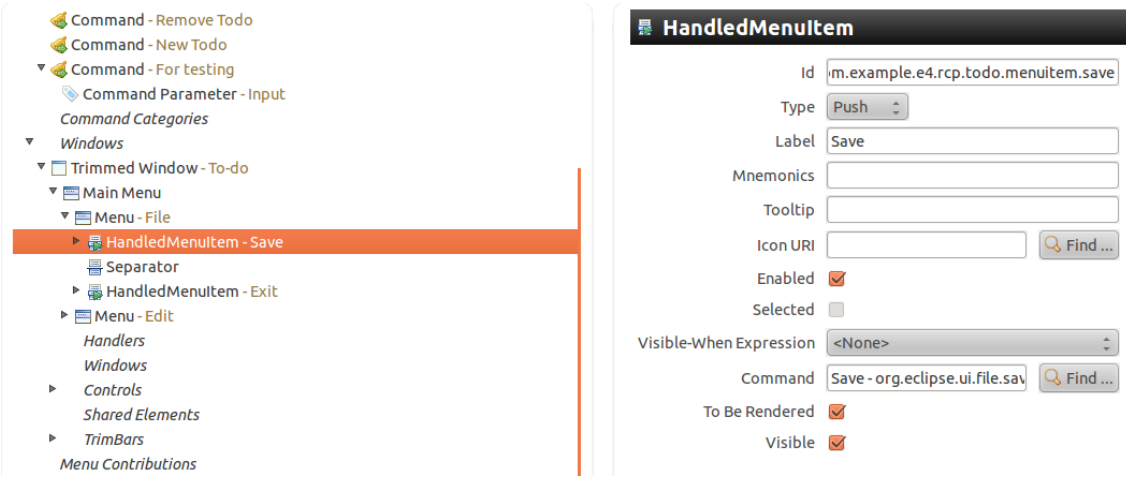 Command - Remove Todo
Command - New Todo
Command - For testing
Command Parameter - Input
Command Categories
Windows
Trimmed Window - To-do
Main Menu
Menu - File
HandledMenuItem - Save
Separator
HandledMenuItem - Exit
Menu - Edit
Handlers
Windows
Controls
Shared Elements
TrimBars
Menu Contributions
HandledMenuItem
Id m.example.e4.rcp.todo.menuitem.save
Type Push
Label Save
Mnemonics
Tooltip
Icon URI Find ...
Enabled
Selected
Visible-When Expression <None>
Command Save - org.eclipse.ui.file.sav Find ...
To Be Rendered
Visible